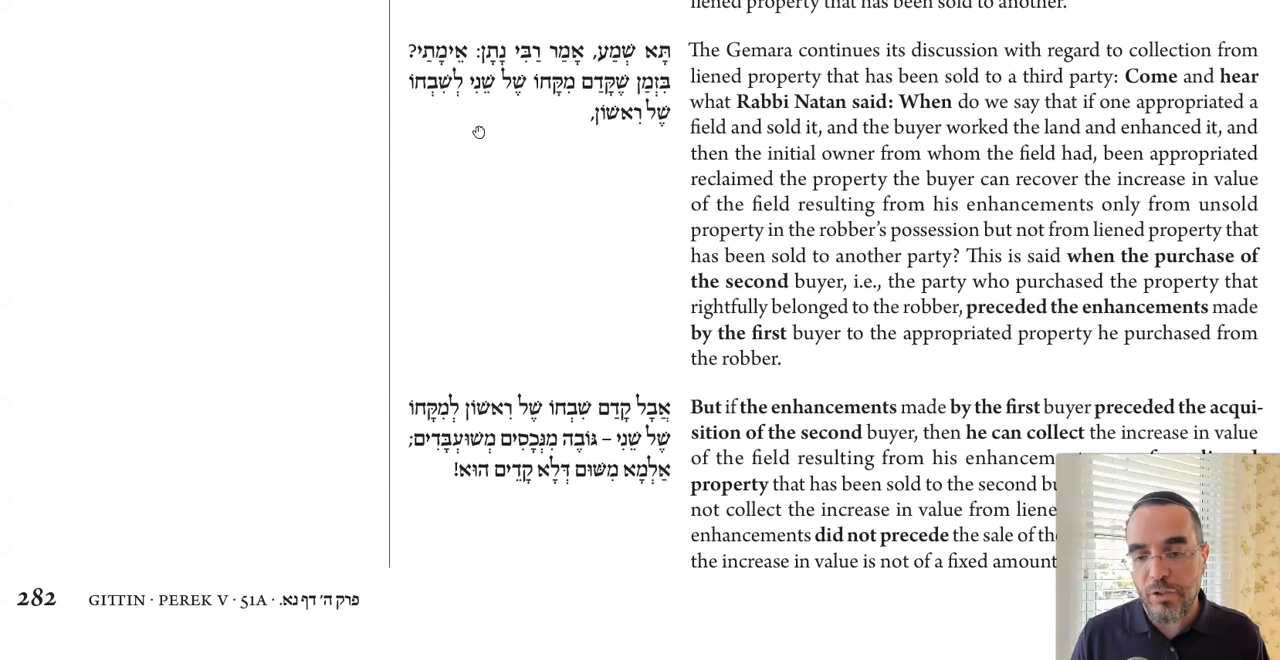 liened property that has been sold to another.
תָּא שְׁמַע, אָמַר רַבִּי נָתָן: אֵימָתַי?
בִּזְמַן שֶׁקָּדַם מִקָּחוֹ שֶׁל שֵׁנִי לְשִׁבְחוֹ
שֶׁל רִאשׁוֹן,
The Gemara continues its discussion with regard to collection from
liened property that has been sold to a third party: Come and hear
what Rabbi Natan said: When do we say that if one appropriated a
field and sold it, and the buyer worked the land and enhanced it, and
then the initial owner from whom the field had, been appropriated
reclaimed the property the buyer can recover the increase in value
of the field resulting from his enhancements only from unsold
property in the robber’s possession but not from liened property that
has been sold to another party? This is said when the purchase of
the second buyer, i.e., the party who purchased the property that
rightfully belonged to the robber, preceded the enhancements made
by the first buyer to the appropriated property he purchased from
the robber.
אֲבָל קָדַם שִׁבְחוֹ שֶׁל רִאשׁוֹן לְמִקָּחוֹ
שֶׁל שֵׁנִי – גּוֹבֶה מִנְּכָסִים מְשׁוּעְבָּדִים;
אַלְמָא מִשּׁוּם דְּלָא קָדֵים הוּא!
But if the enhancements made by the first buyer preceded the acqui-
sition of the second buyer, then he can collect the increase in value
of the field resulting from his
property that has been sold to the second
not collect the increase in value from
enhancements did not precede the sale of
the increase in value is not of a fixed amount
282 GITTIN · PEREK V · 51A · פרק ה׳ דף נא.